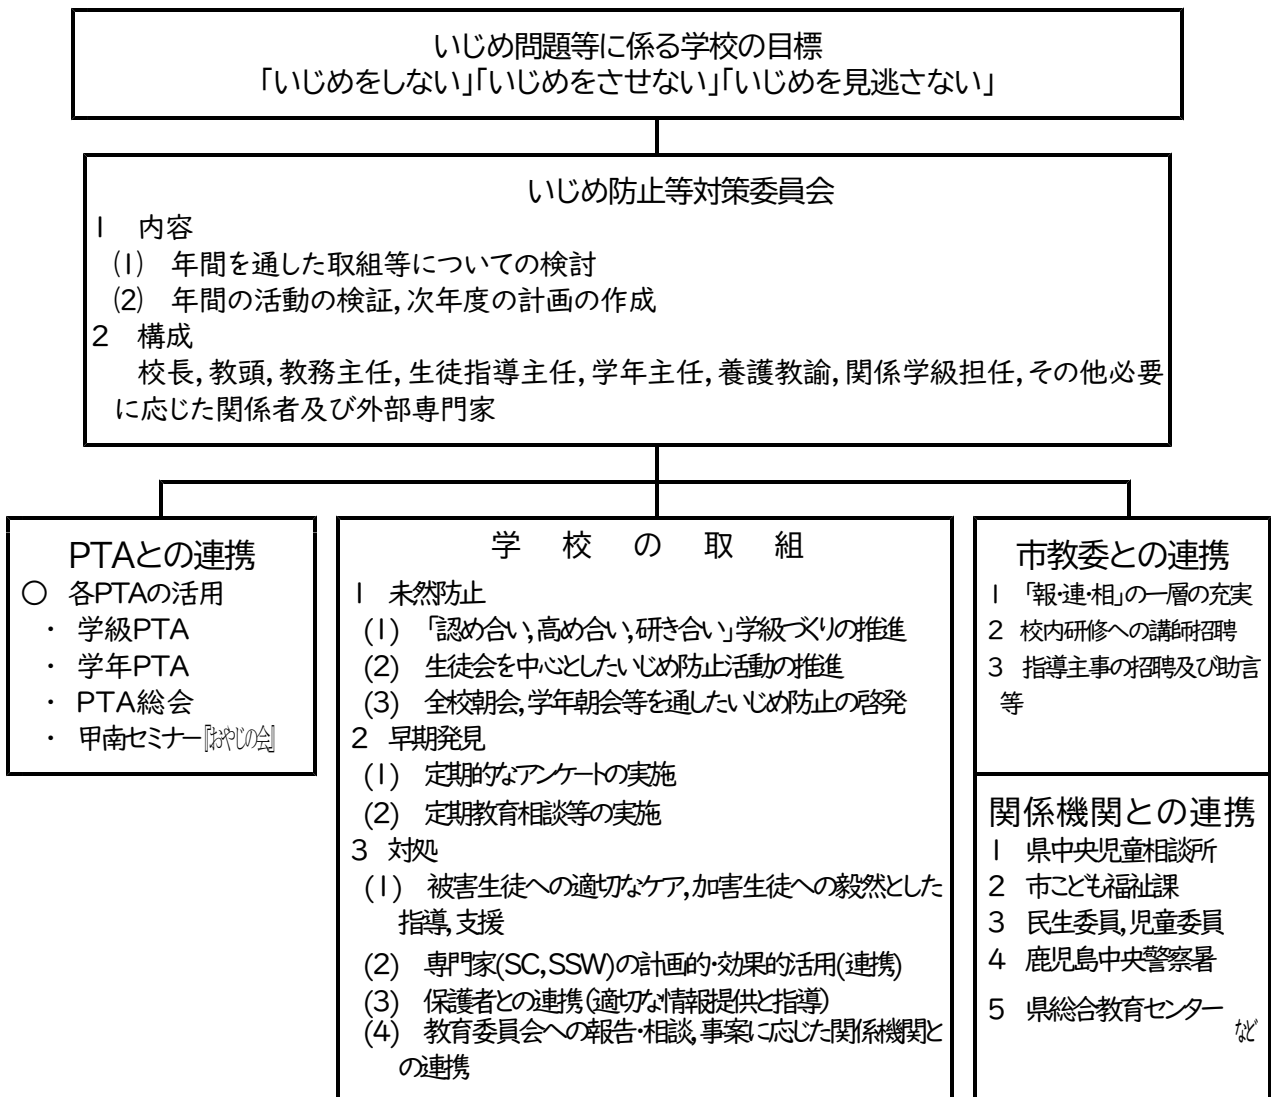 いじめ問題等に係る学校の目標
「いじめをしない」「いじめをさせない」「いじめを見逃さない」
いじめ防止等対策委員会
1　内容
(1)　年間を通した取組等についての検討
(2)　年間の活動の検証,次年度の計画の作成
2　構成
校長,教頭,教務主任,生徒指導主任,学年主任,養護教諭,関係学級担任,その他必要
に応じた関係者及び外部専門家
PTAとの連携
○　各PTAの活用
・　学級PTA
・　学年PTA
・　PTA総会
・　甲南セミナー『おやじの会』
学　校　の　取　組
1　未然防止
(1)　「認め合い,高め合い,研き合い」学級づくりの推進
(2)　生徒会を中心としたいじめ防止活動の推進
(3)　全校朝会,学年朝会等を通したいじめ防止の啓発
2　早期発見
(1)　定期的なアンケートの実施
(2)　定期教育相談等の実施
3　対処
(1)　被害生徒への適切なケア,加害生徒への毅然とした
指導,支援
(2)　専門家(SC,SSW)の計画的・効果的活用(連携)
(3)　保護者との連携(適切な情報提供と指導)
(4)　教育委員会への報告・相談,事案に応じた関係機関と
の連携
市教委との連携
1　「報・連・相」の一層の充実
2　校内研修への講師招聘
3　指導主事の招聘及び助言
等
関係機関との連携
1　県中央児童相談所
2　市こども福祉課
3　民生委員,児童委員
4　鹿児島中央警察署
5　県総合教育センター
など